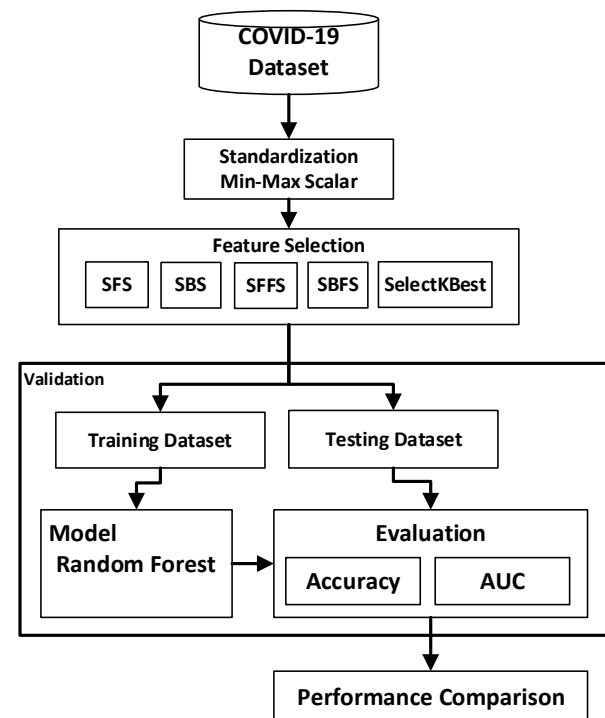 COVID-19
Dataset
Standardization
Min-Max Scalar
Feature Selection
SFS
SBS
SFFS
SBFS
SelectKBest
Validation
Training Dataset
Testing Dataset
Model
Random Forest
Evaluation
Accuracy
AUC
Performance Comparison